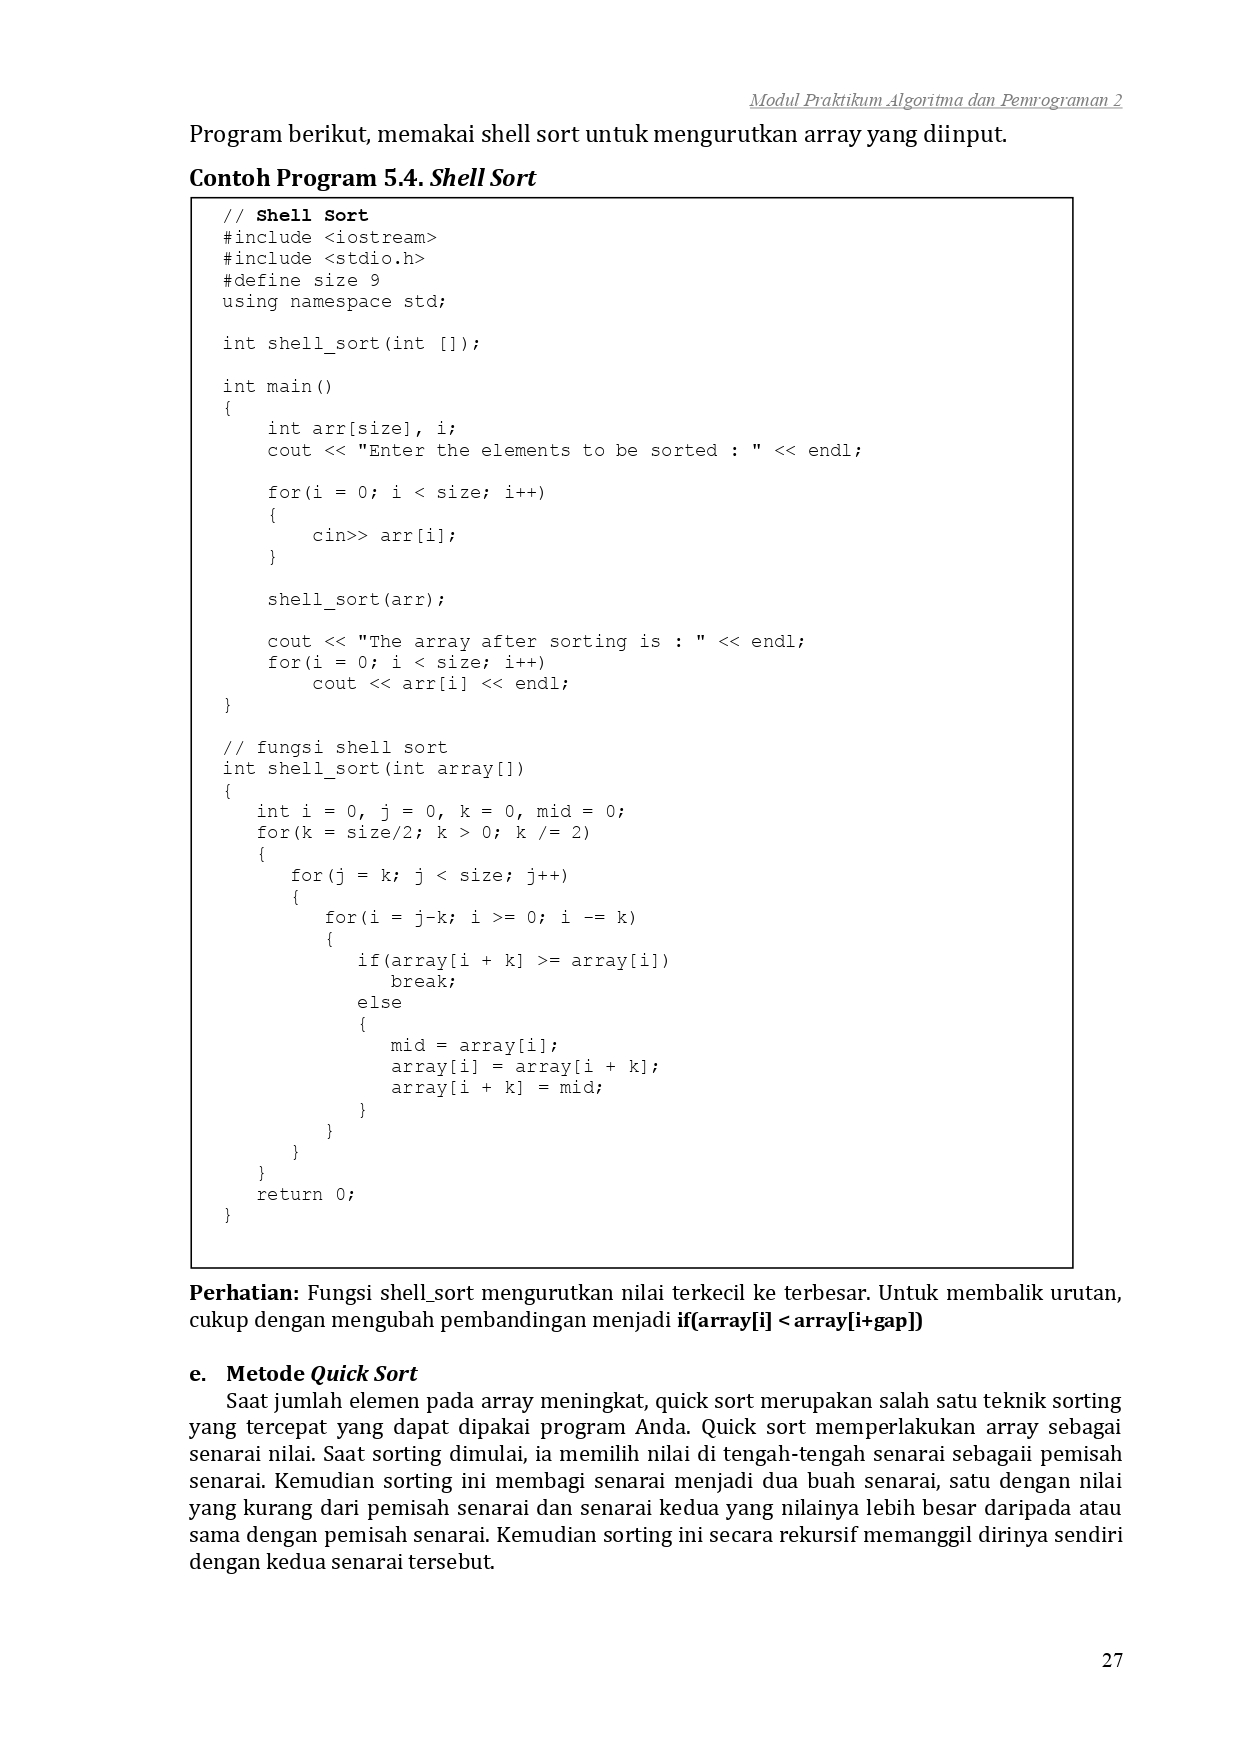 Modul Praktikum Algoritma dan Pemrograman 2
Program berikut, memakai shell sort untuk mengurutkan array yang diinput.
Contoh Program 5.4. Shell Sort
// Shell Sort
#include <iostream>
#include <stdio.h>
#define size 9
using namespace std;
int shell_sort(int []);
int main()
{
    int arr[size], i;
    cout << "Enter the elements to be sorted : " << endl;
    for(i = 0; i < size; i++)
    {
        cin>> arr[i];
    }
    shell_sort(arr);
    cout << "The array after sorting is : " << endl;
    for(i = 0; i < size; i++)
        cout << arr[i] << endl;
}
// fungsi shell sort
int shell_sort(int array[])
{
   int i = 0, j = 0, k = 0, mid = 0;
   for(k = size/2; k > 0; k /= 2)
   {
      for(j = k; j < size; j++)
      {
         for(i = j-k; i >= 0; i -= k)
         {
            if(array[i + k] >= array[i])
               break;
            else
            {
               mid = array[i];
               array[i] = array[i + k];
               array[i + k] = mid;
            }
         }
      }
   }
   return 0;
}
Perhatian: Fungsi shell_sort mengurutkan nilai terkecil ke terbesar. Untuk membalik urutan,
cukup dengan mengubah pembandingan menjadi if(array[i] < array[i+gap])
e. Metode Quick Sort
Saat jumlah elemen pada array meningkat, quick sort merupakan salah satu teknik sorting
yang tercepat yang dapat dipakai program Anda. Quick sort memperlakukan array sebagai
senarai nilai. Saat sorting dimulai, ia memilih nilai di tengah-tengah senarai sebagaii pemisah
senarai. Kemudian sorting ini membagi senarai menjadi dua buah senarai, satu dengan nilai
yang kurang dari pemisah senarai dan senarai kedua yang nilainya lebih besar daripada atau
sama dengan pemisah senarai. Kemudian sorting ini secara rekursif memanggil dirinya sendiri
dengan kedua senarai tersebut.
27